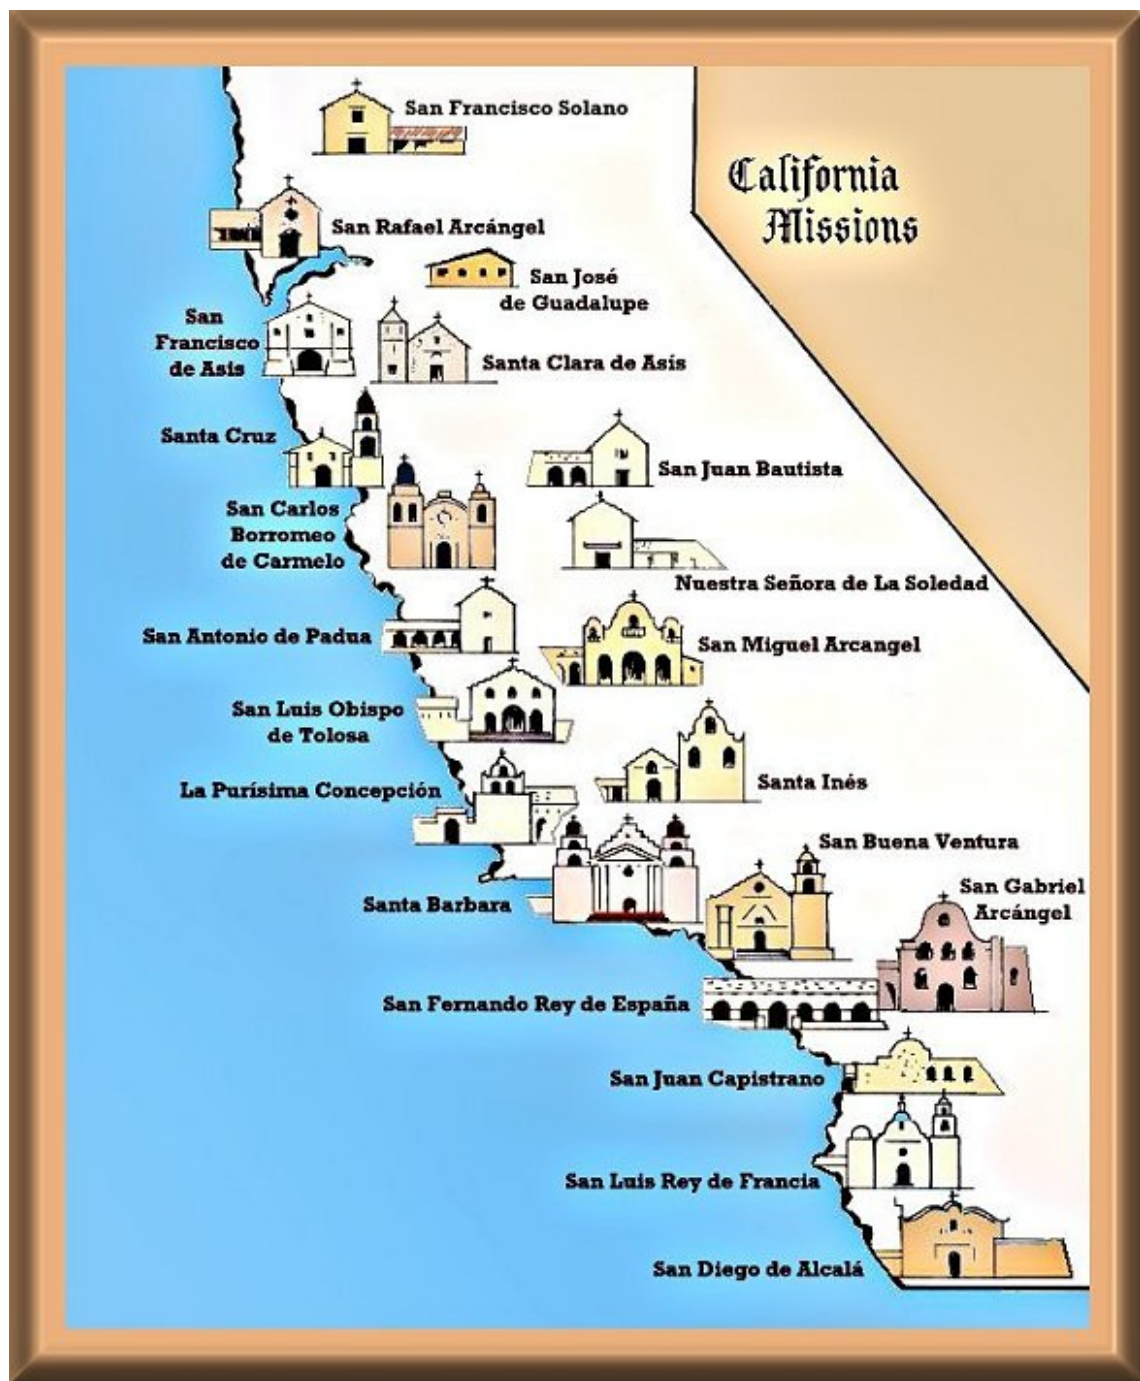 California
Missions
San Francisco Solano
San Rafael Arcángel
San José
de Guadalupe
San
Francisco
de Asis
Santa Clara de Asís
Santa Cruz
San Juan Bautista
San Carlos
Borromeo
de Carmelo
Nuestra Señora de La Soledad
San Antonio de Padua
San Miguel Arcangel
San Luis Obispo
de Tolosa
Santa Inés
La Purísima Concepción
San Buena Ventura
San Gabriel
Arcángel
Santa Barbara
San Fernando Rey de España
San Juan Capistrano
San Luis Rey de Francia
San Diego de Alcalá